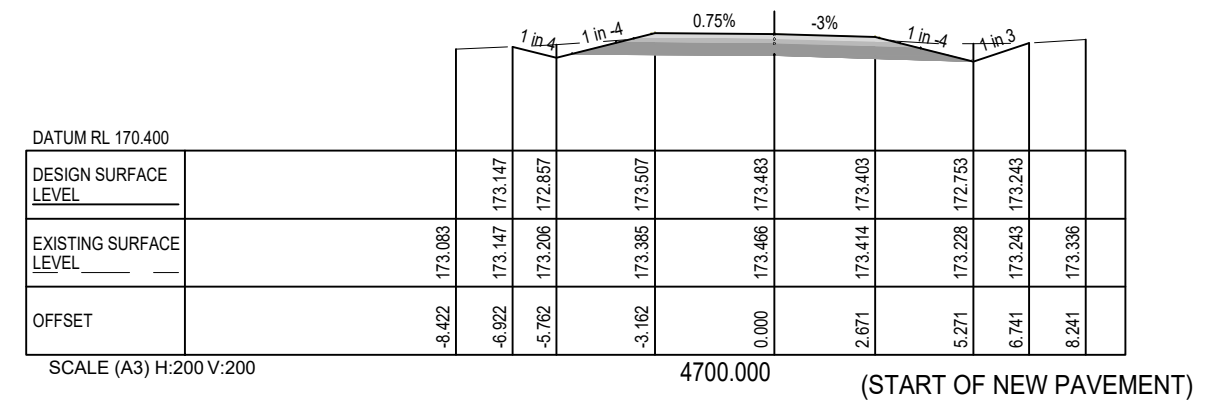 1 in 4 1 in -4 0.75% -3% 1 in -4 1 in 3
DATUM RL 170.400
DESIGN SURFACE
LEVEL
173.147 172.857 173.507 173.483 173.403 172.753 173.243
EXISTING SURFACE
LEVEL
173.083 173.147 173.206 173.385 173.466 173.414 173.228 173.243 173.336
OFFSET
-8.422 -6.922 -5.762 -3.162 0.000 2.671 5.271 6.741 8.241
SCALE (A3) H:200 V:200
4700.000
(START OF NEW PAVEMENT)